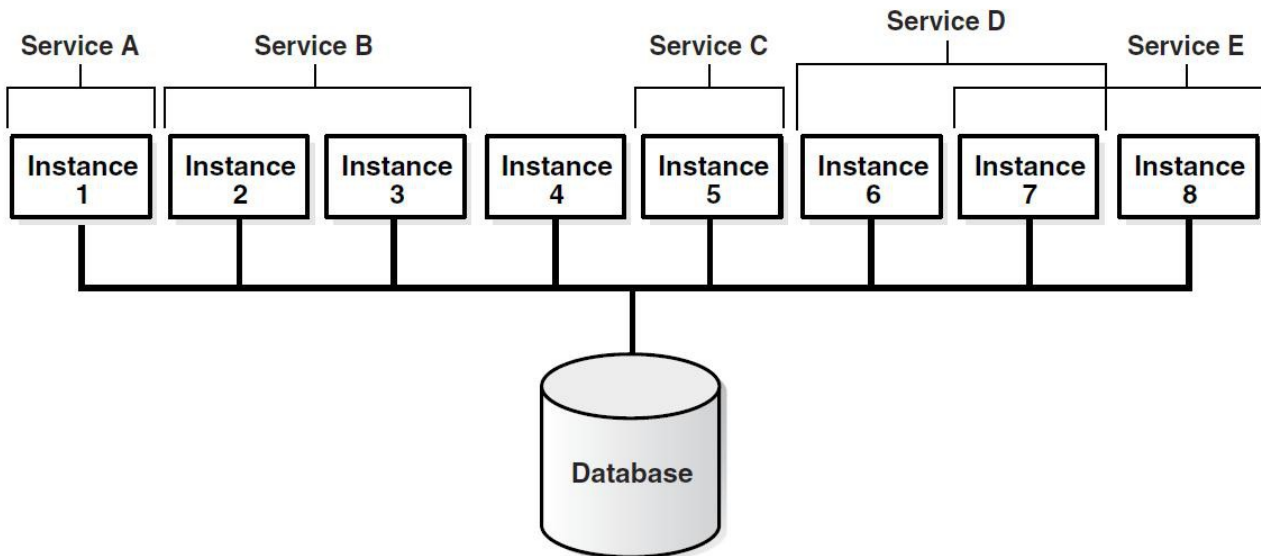 Service A
Service B
Service C
Service D
Service E
Instance
1
Instance
2
Instance
3
Instance
4
Instance
5
Instance
6
Instance
7
Instance
8
Database